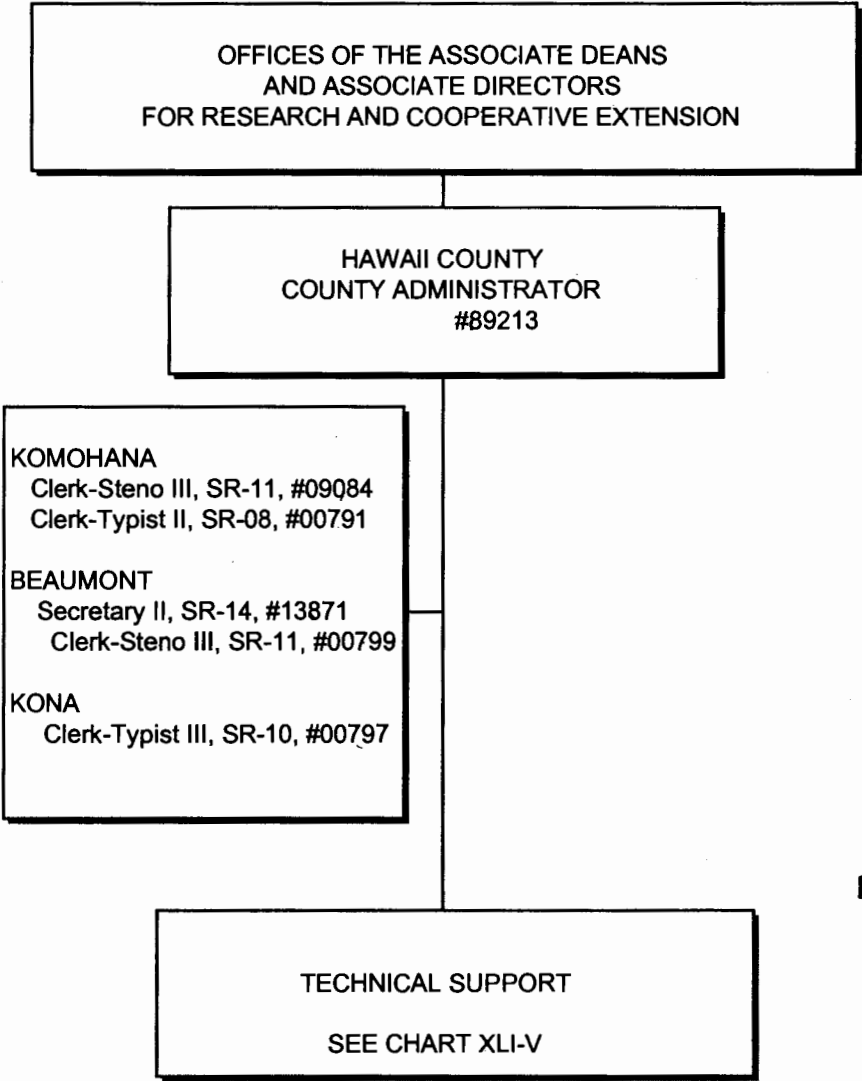 OFFICES OF THE ASSOCIATE DEANS
AND ASSOCIATE DIRECTORS
FOR RESEARCH AND COOPERATIVE EXTENSION
HAWAII COUNTY
COUNTY ADMINISTRATOR
#89213
KOMOHANA
Clerk-Steno III, SR-11, #09084
Clerk-Typist II, SR-08, #00791
BEAUMONT
Secretary II, SR-14, #13871
Clerk-Steno III, SR-11, #00799
KONA
Clerk-Typist III, SR-10, #00797
TECHNICAL SUPPORT
SEE CHART XLI-V